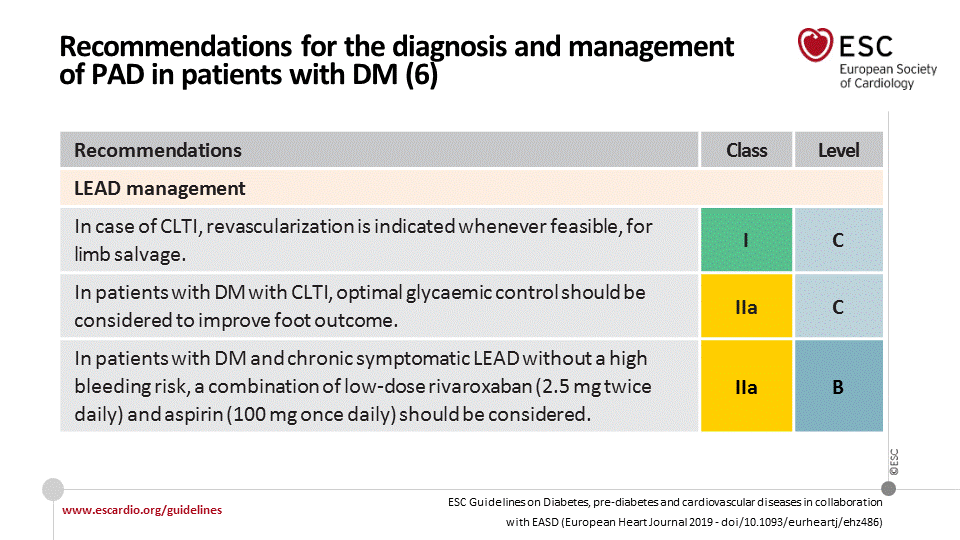 Recommendations for the diagnosis and management
of PAD in patients with DM (6)
ESC
European Society
of Cardiology
Recommendations Class Level
LEAD management
In case of CLTI, revascularization is indicated whenever feasible, for
limb salvage.
I C
In patients with DM with CLTI, optimal glycaemic control should be
considered to improve foot outcome.
IIa C
In patients with DM and chronic symptomatic LEAD without a high
bleeding risk, a combination of low-dose rivaroxaban (2.5 mg twice
daily) and aspirin (100 mg once daily) should be considered.
IIa B
©ESC
www.escardio.org/guidelines
ESC Guidelines on Diabetes, pre-diabetes and cardiovascular diseases in collaboration
with EASD (European Heart Journal 2019 - doi/10.1093/eurheartj/ehz486)